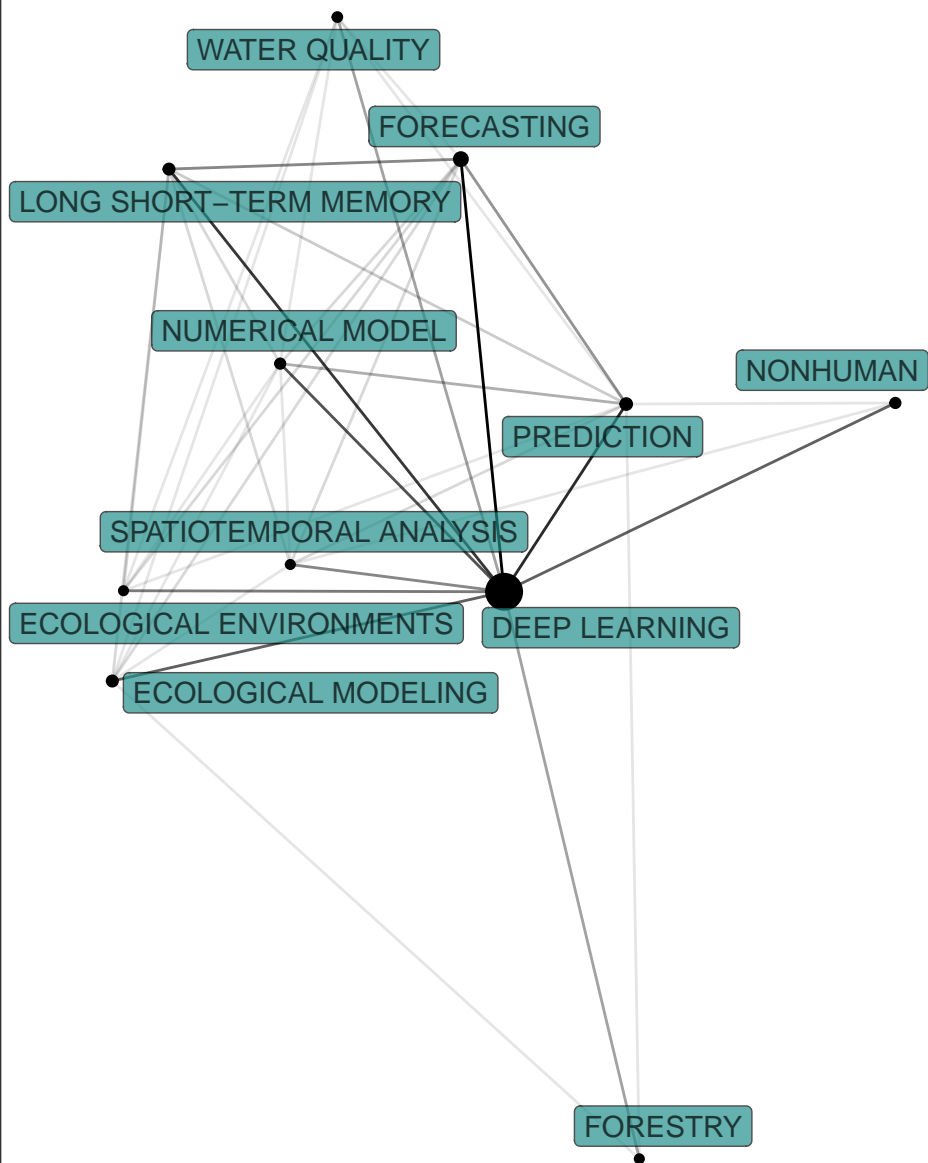 WATER QUALITY
FORECASTING
LONG SHORT−TERM MEMORY
NUMERICAL MODEL
NONHUMAN
PREDICTION
SPATIOTEMPORAL ANALYSIS
ECOLOGICAL ENVIRONMENTS
DEEP LEARNING
ECOLOGICAL MODELING
FORESTRY